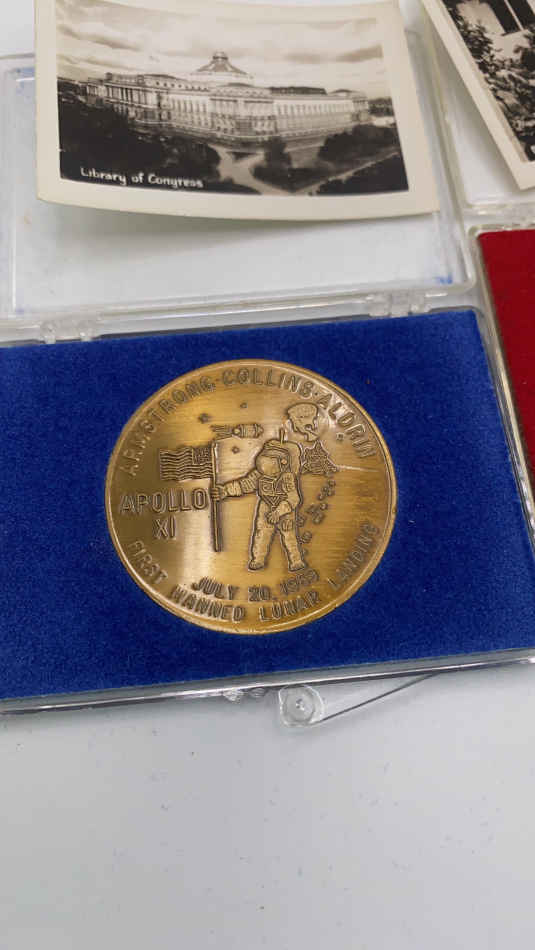 Library of Congress
ARMSTRONG·COLLINS·ALDRIN
APOLLO
XI
JULY 20, 1969
FIRST MANNED LUNAR LANDING